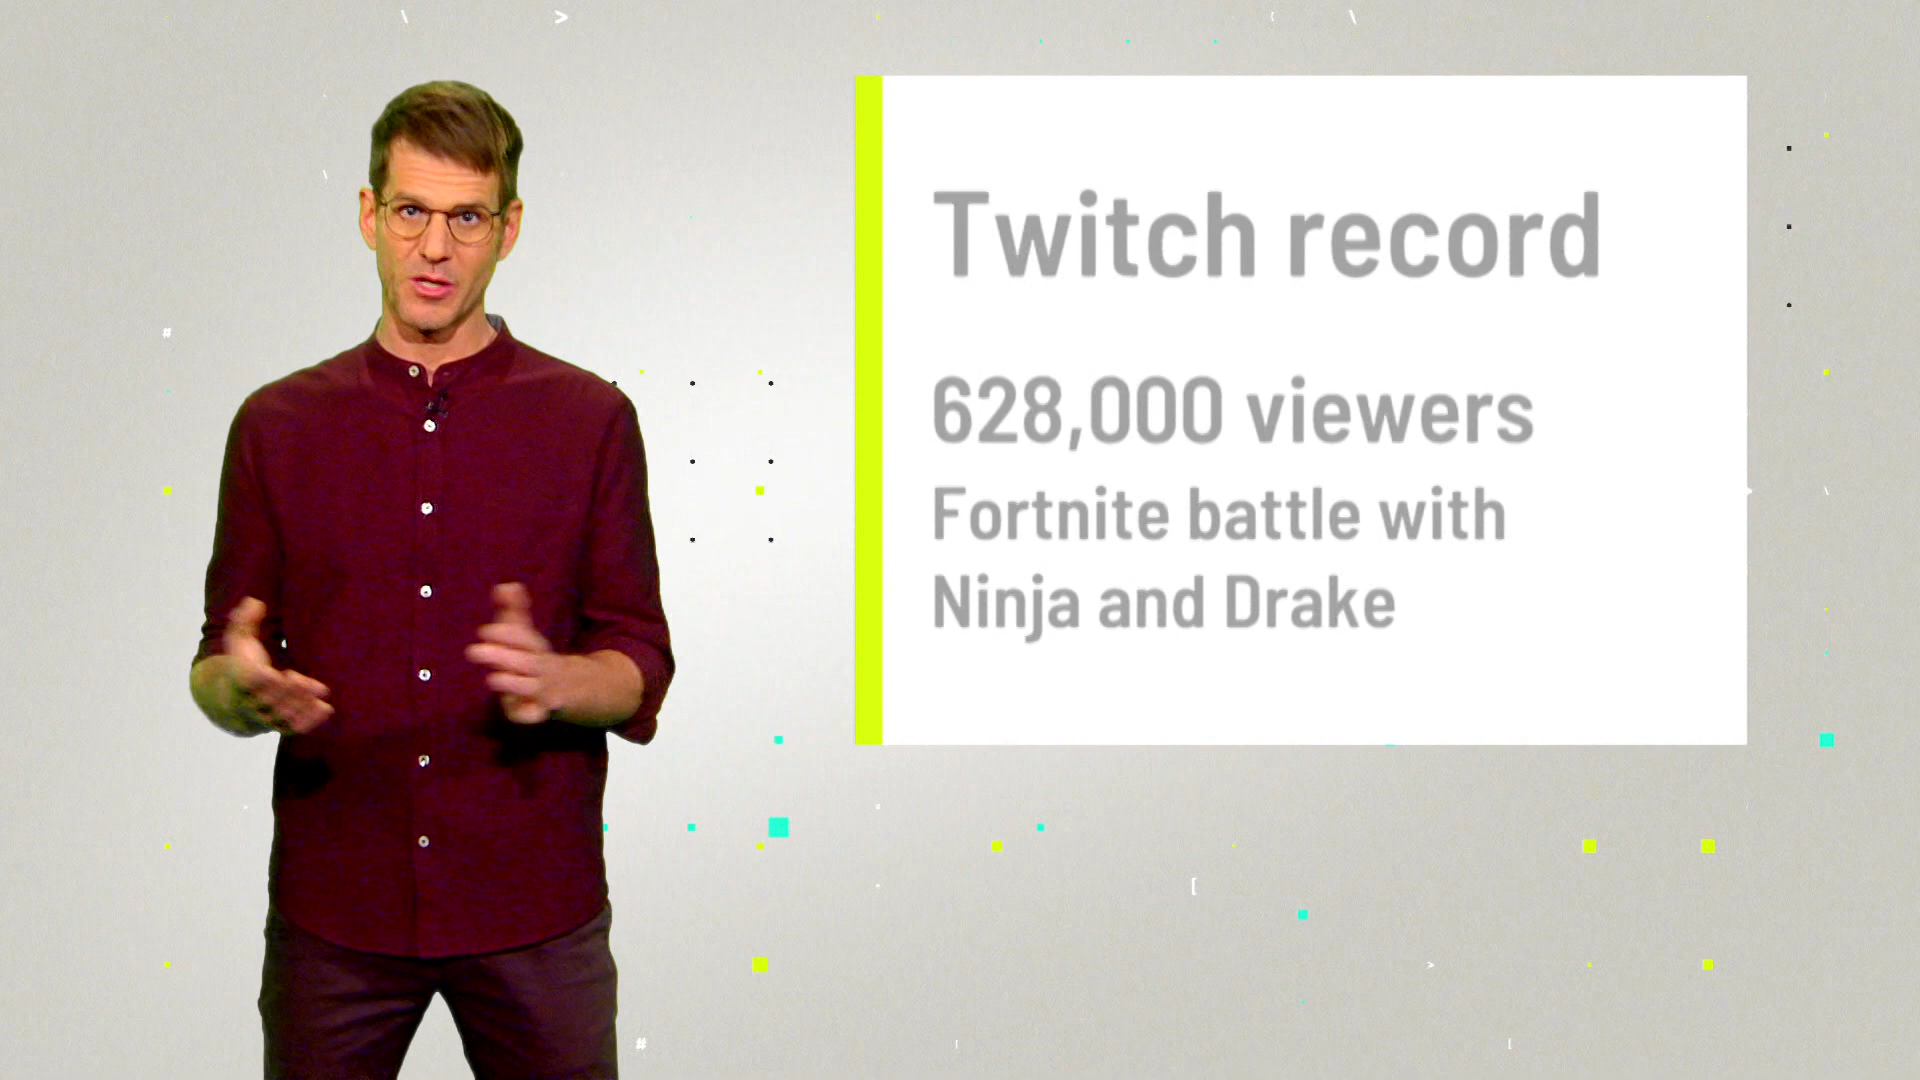 Twitch record
628,000 viewers
Fortnite battle with
Ninja and Drake